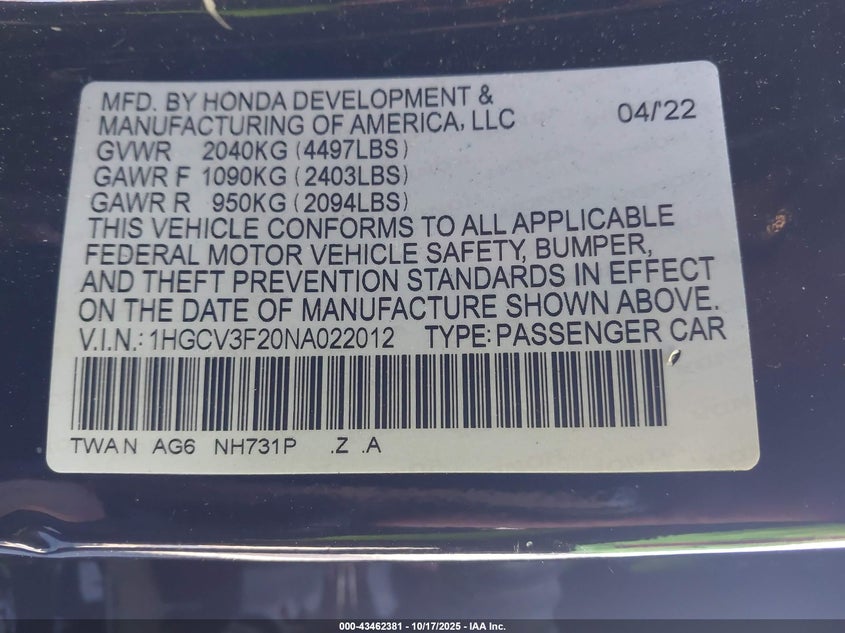 MFD. BY HONDA DEVELOPMENT &
MANUFACTURING OF AMERICA, LLC 04/'22
GVWR 2040KG (4497LBS)
GAWR F 1090KG (2403LBS)
GAWR R 950KG (2094LBS)
THIS VEHICLE CONFORMS TO ALL APPLICABLE
FEDERAL MOTOR VEHICLE SAFETY, BUMPER,
AND THEFT PREVENTION STANDARDS IN EFFECT
ON THE DATE OF MANUFACTURE SHOWN ABOVE.
V.I.N.: 1HGCV3F20NA022012 TYPE: PASSENGER CAR
TWAN AG6 NH731P .Z .A
000-43462381 - 10/17/2025 - IAA Inc.